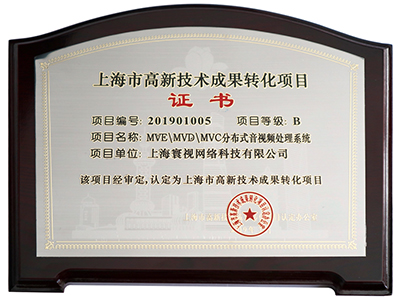 上海市高新技术成果转化项目
证书
项目编号: 201901005 项目等级: B
项目名称: MVE\MVD\MVC分布式音视频处理系统
项目单位: 上海寰视网络科技有限公司
该项目经审定,认定为上海市高新技术成果转化项目